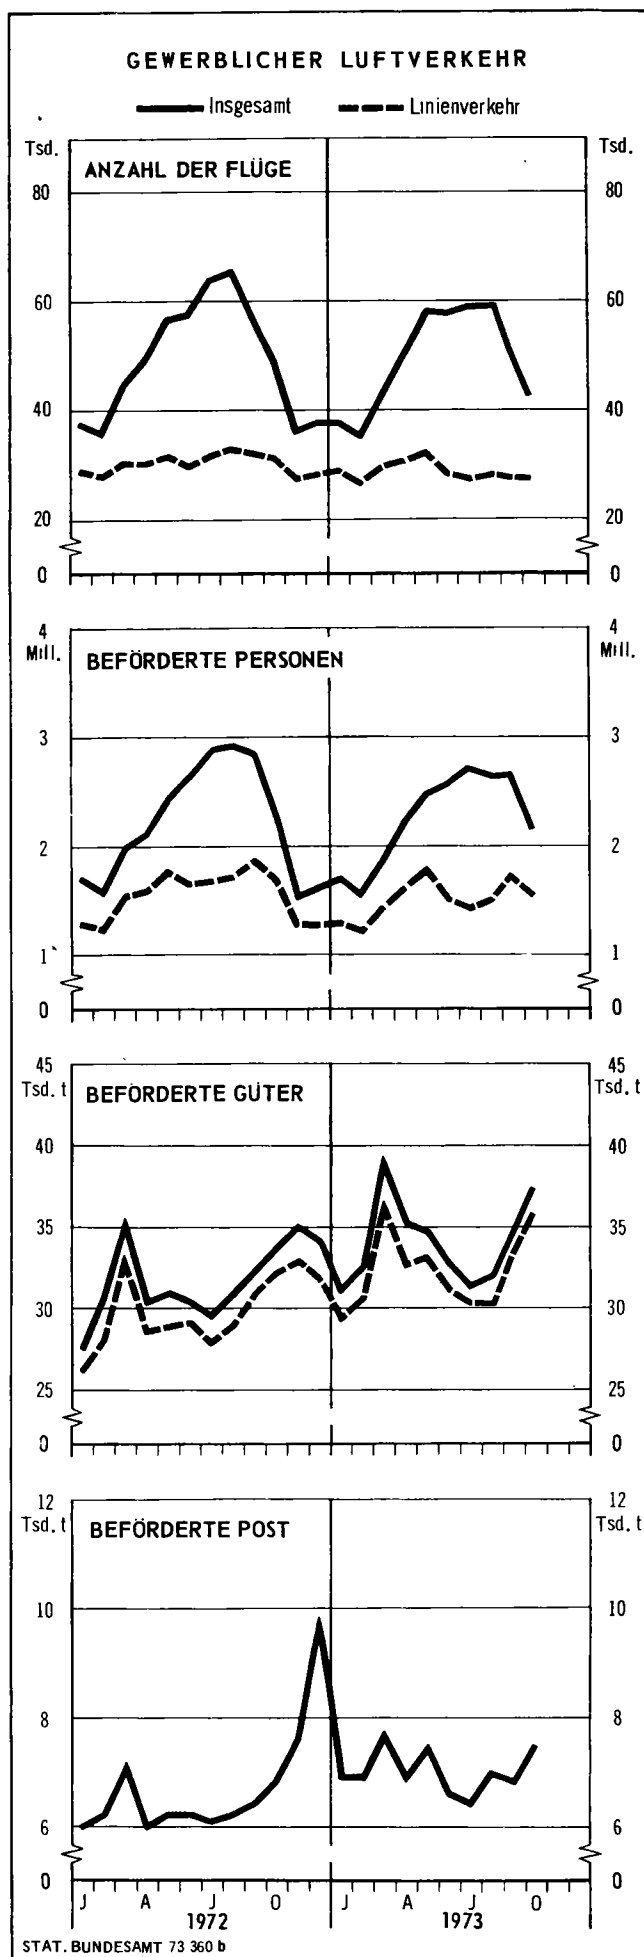 GEWERBLICHER LUFTVERKEHR
Insgesamt Linienverkehr
Tsd. Tsd.
ANZAHL DER FLÜGE
80 80
60 60
40 40
20 20
0 0
4 4
Mill. Mill.
BEFÖRDERTE PERSONEN
3 3
2 2
1 1
0 0
45 45
Tsd. t Tsd. t
BEFÖRDERTE GÜTER
40 40
35 35
30 30
25 25
0 0
12 12
Tsd. t Tsd. t
BEFÖRDERTE POST
10 10
8 8
6 6
0 0
J A J O J A J O
1972 1973
STAT. BUNDESAMT 73 360 b